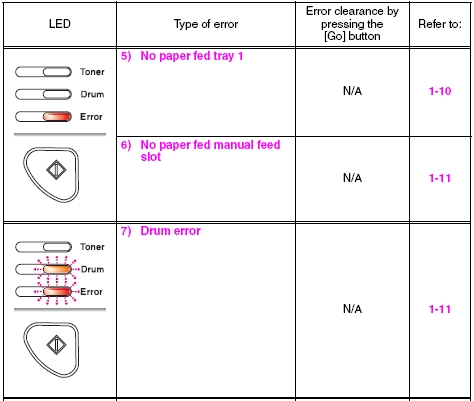 LED
Type of error
Error clearance by
pressing the
[Go] button
Refer to:
Toner
Drum
Error
5) No paper fed tray 1
N/A
1-10
6) No paper fed manual feed
slot
N/A
1-11
Toner
Drum
Error
7) Drum error
N/A
1-11